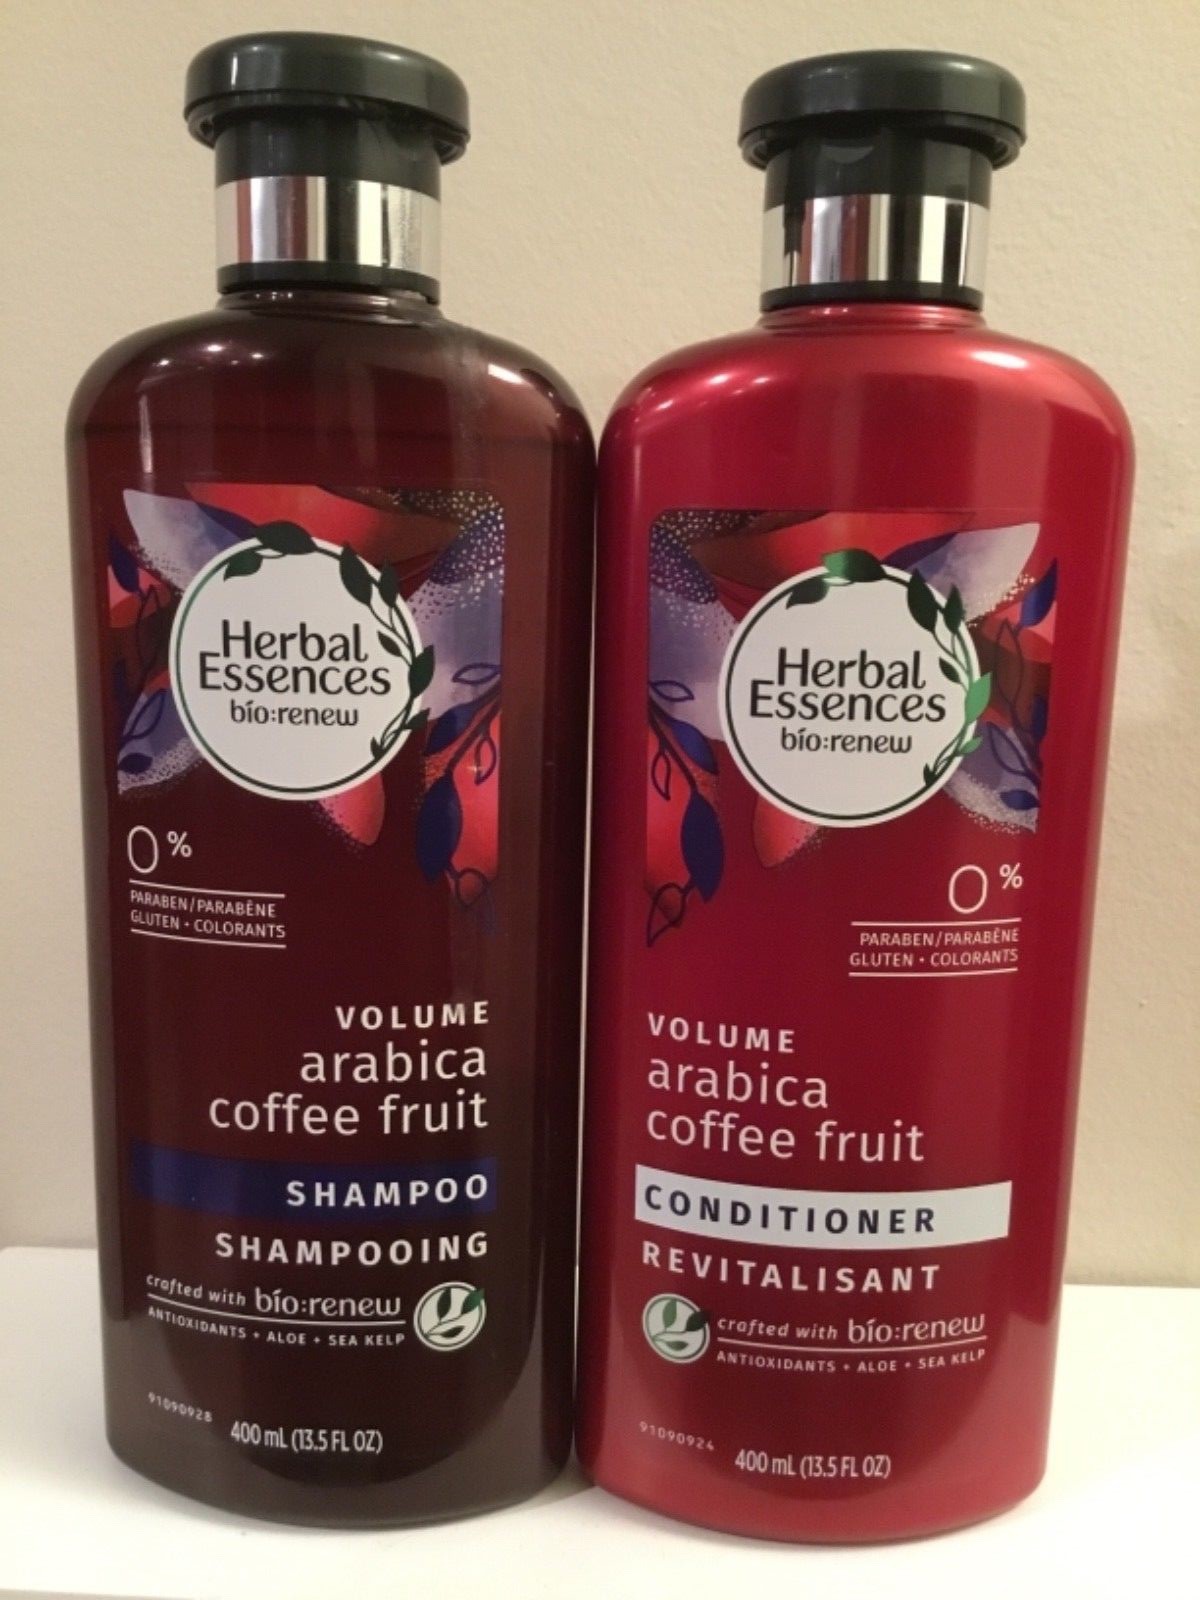 Herbal
Essences
bío:renew
0%
PARABEN/PARABÈNE
GLUTEN • COLORANTS
VOLUME
arabica
coffee fruit
SHAMPOO
SHAMPOOING
crafted with bío:renew
ANTIOXIDANTS + ALOE + SEA KELP
91090928
400 mL (13.5 FL OZ)
Herbal
Essences
bío:renew
0%
PARABEN/PARABÈNE
GLUTEN • COLORANTS
VOLUME
arabica
coffee fruit
CONDITIONER
REVITALISANT
crafted with bío:renew
ANTIOXIDANTS + ALOE + SEA KELP
91090924
400 mL (13.5 FL OZ)